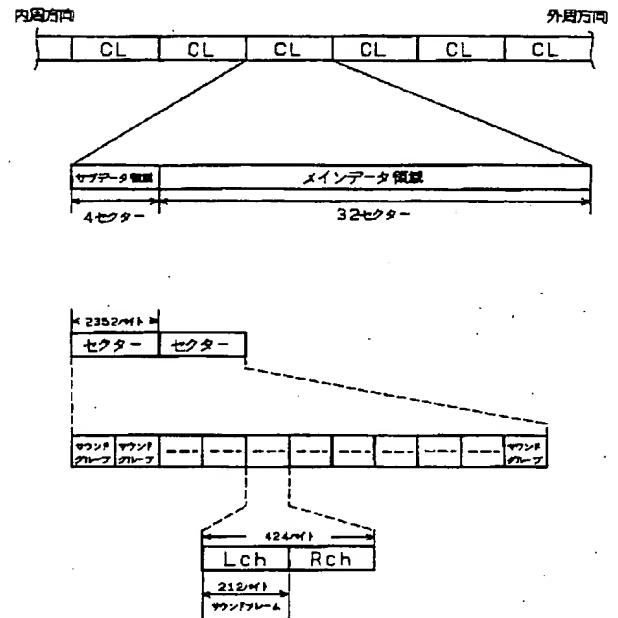 内周方向 外周方向
CL CL CL CL CL CL
サブデータ領域 メインデータ領域
4セクター 32セクター
2352バイト
セクター セクター
サウンド サウンド サウンド
グループ グループ グループ
424バイト
Lch Rch
212バイト
サウンドフレーム